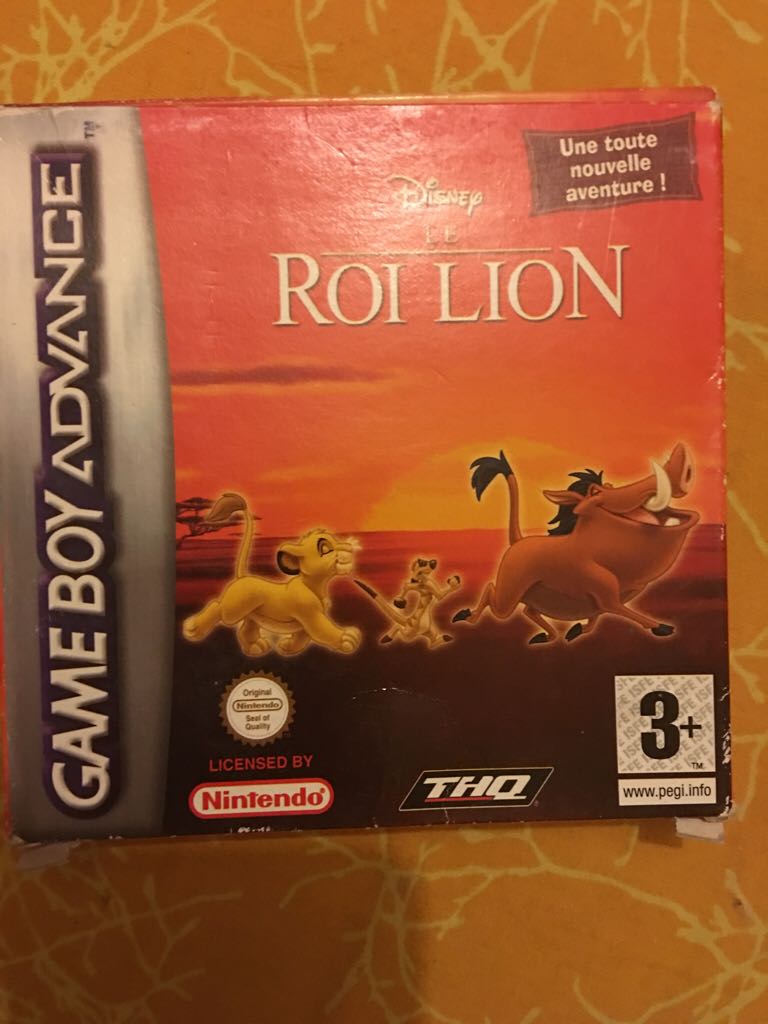 GAME BOY ADVANCE
TM
Une toute
nouvelle
aventure !
Disney
LE
ROI LION
Original
Nintendo
Seal of
Quality
LICENSED BY
Nintendo®
THQ®
3+
TM
www.pegi.info